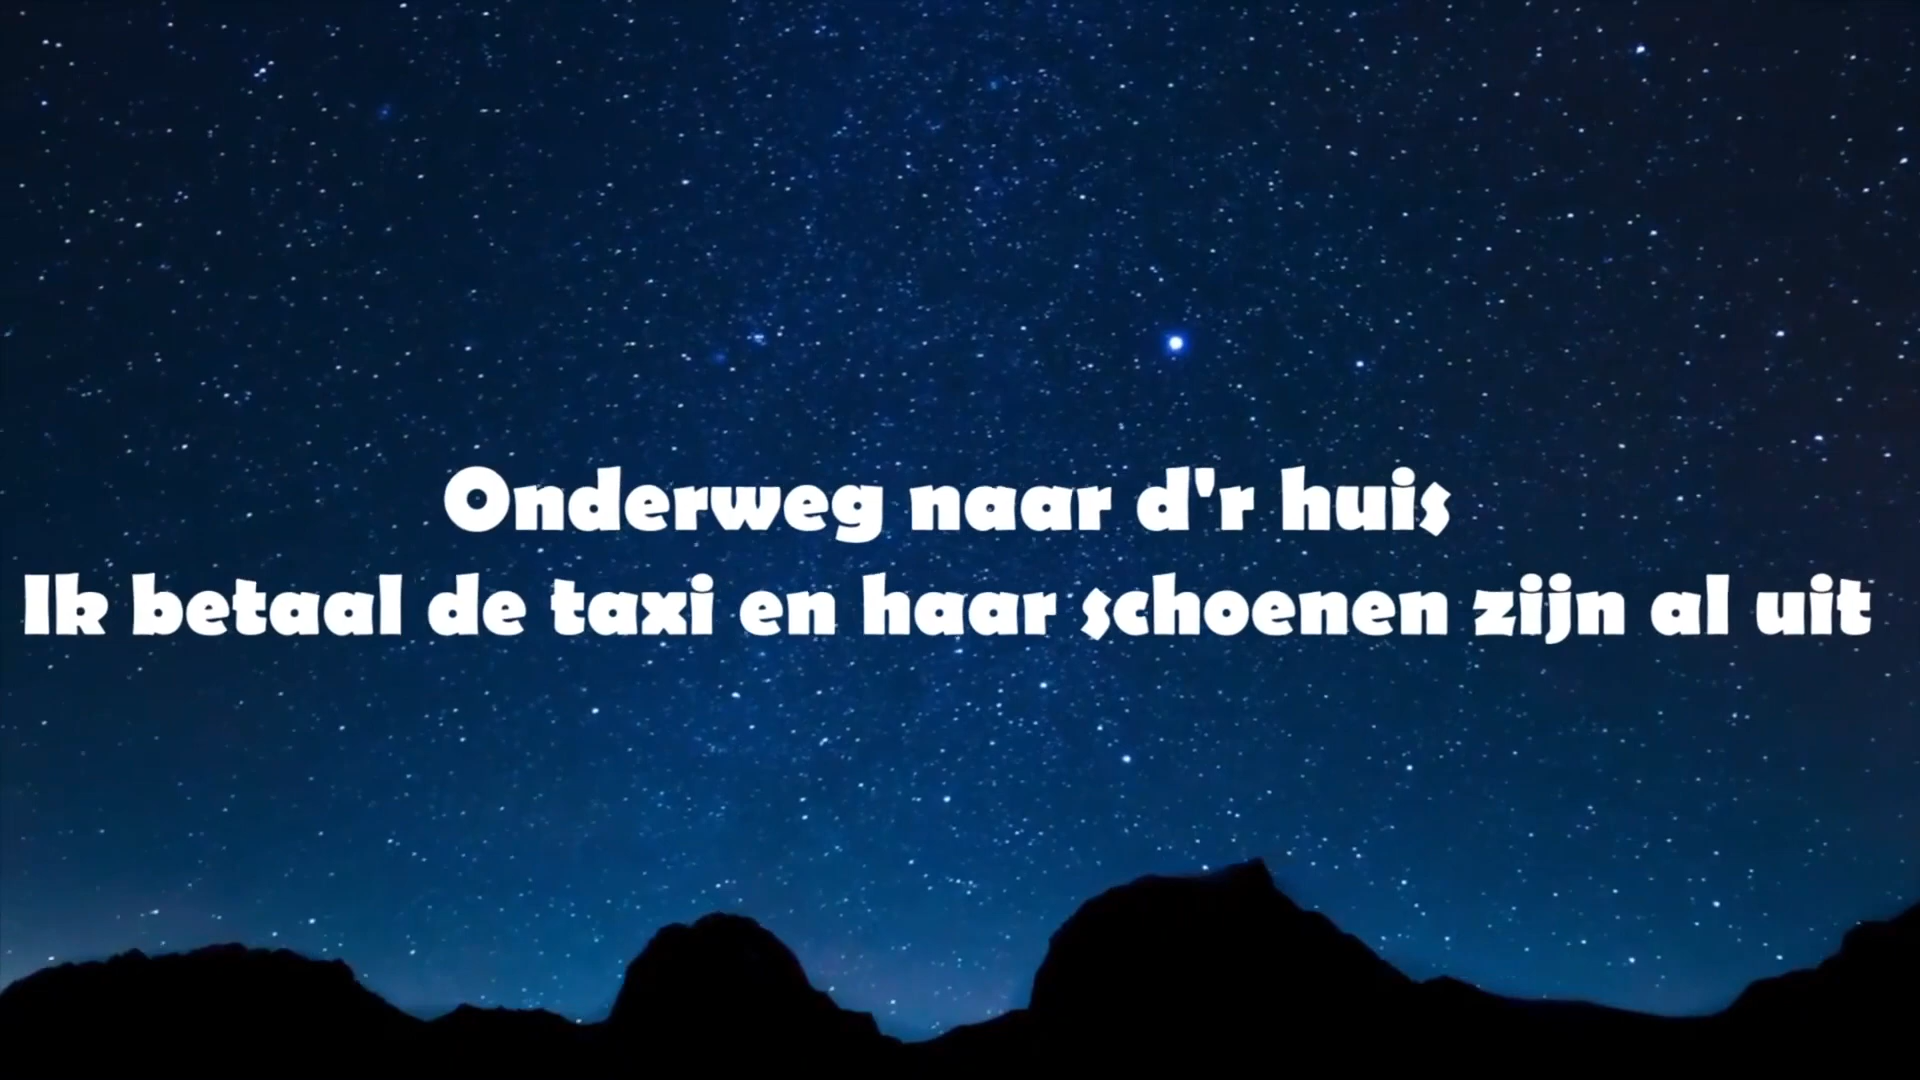 Onderweg naar d'r huis
Ik betaal de taxi en haar schoenen zijn al uit